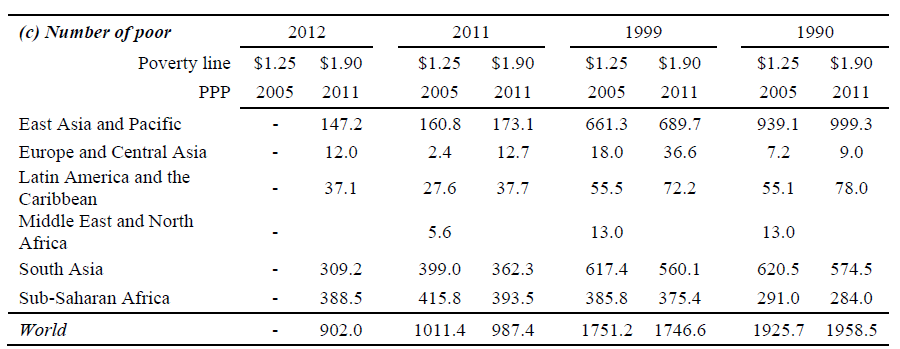 (c) Number of poor 2012 2011 1999 1990
Poverty line $1.25 $1.90 $1.25 $1.90 $1.25 $1.90 $1.25 $1.90
PPP 2005 2011 2005 2011 2005 2011 2005 2011
East Asia and Pacific - 147.2 160.8 173.1 661.3 689.7 939.1 999.3
Europe and Central Asia - 12.0 2.4 12.7 18.0 36.6 7.2 9.0
Latin America and the
Caribbean - 37.1 27.6 37.7 55.5 72.2 55.1 78.0
Middle East and North
Africa - 5.6 13.0 13.0
South Asia - 309.2 399.0 362.3 617.4 560.1 620.5 574.5
Sub-Saharan Africa - 388.5 415.8 393.5 385.8 375.4 291.0 284.0
World - 902.0 1011.4 987.4 1751.2 1746.6 1925.7 1958.5